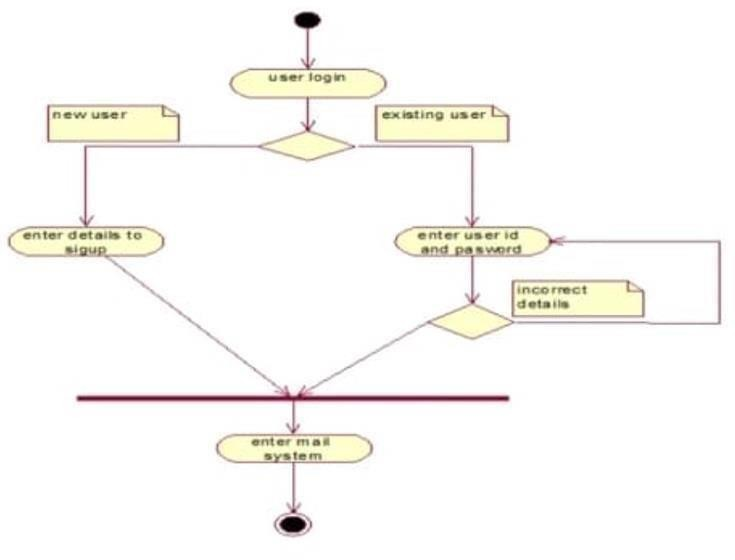 user login
new user
existing user
enter details to
sigup
enter user id
and pasword
incorrect
details
enter mail
system